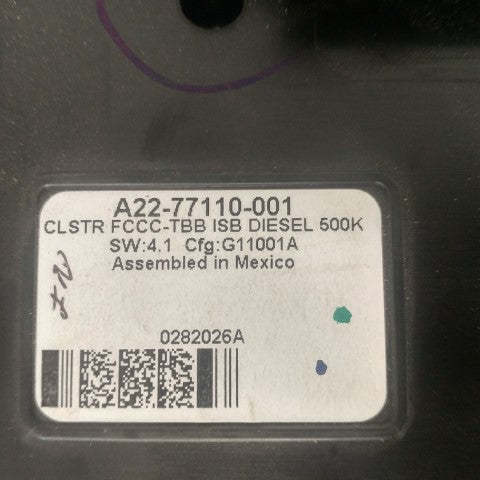 A22-77110-001
CLSTR FCCC-TBB ISB DIESEL 500K
SW:4.1 Cfg:G11001A
Assembled in Mexico
0282026A